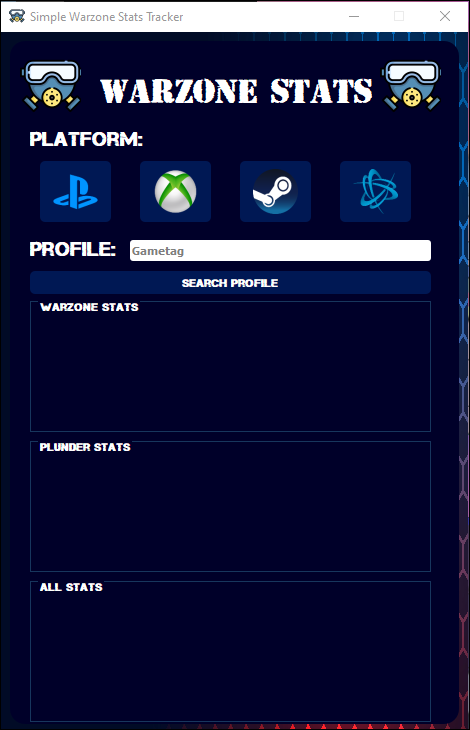 Simple Warzone Stats Tracker
WARZONE STATS
PLATFORM:
PROFILE: Gametag
SEARCH PROFILE
WARZONE STATS
PLUNDER STATS
ALL STATS